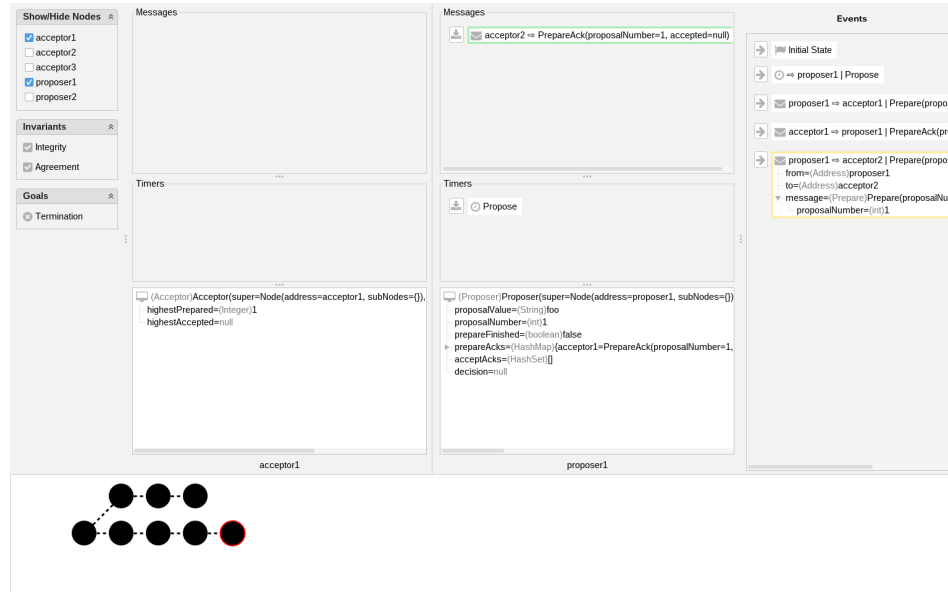 Show/Hide Nodes
acceptor1
acceptor2
acceptor3
proposer1
proposer2
Invariants
Integrity
Agreement
Goals
Termination
Messages
Timers
(Acceptor)Acceptor(super=Node(address=acceptor1, subNodes={}),
highestPrepared=(Integer)1
highestAccepted=null
acceptor1
Messages
acceptor2 ⇨ PrepareAck(proposalNumber=1, accepted=null)
Timers
Propose
(Proposer)Proposer(super=Node(address=proposer1, subNodes={})
proposalValue=(String)foo
proposalNumber=(int)1
prepareFinished=(boolean)false
prepareAcks=(HashMap){acceptor1=PrepareAck(proposalNumber=1,
acceptAcks=(HashSet)[]
decision=null
proposer1
Events
Initial State
⇨ proposer1 | Propose
proposer1 ⇨ acceptor1 | Prepare(propo
acceptor1 ⇨ proposer1 | PrepareAck(pr
proposer1 ⇨ acceptor2 | Prepare(propo
from=(Address)proposer1
to=(Address)acceptor2
message=(Prepare)Prepare(proposalNu
proposalNumber=(int)1